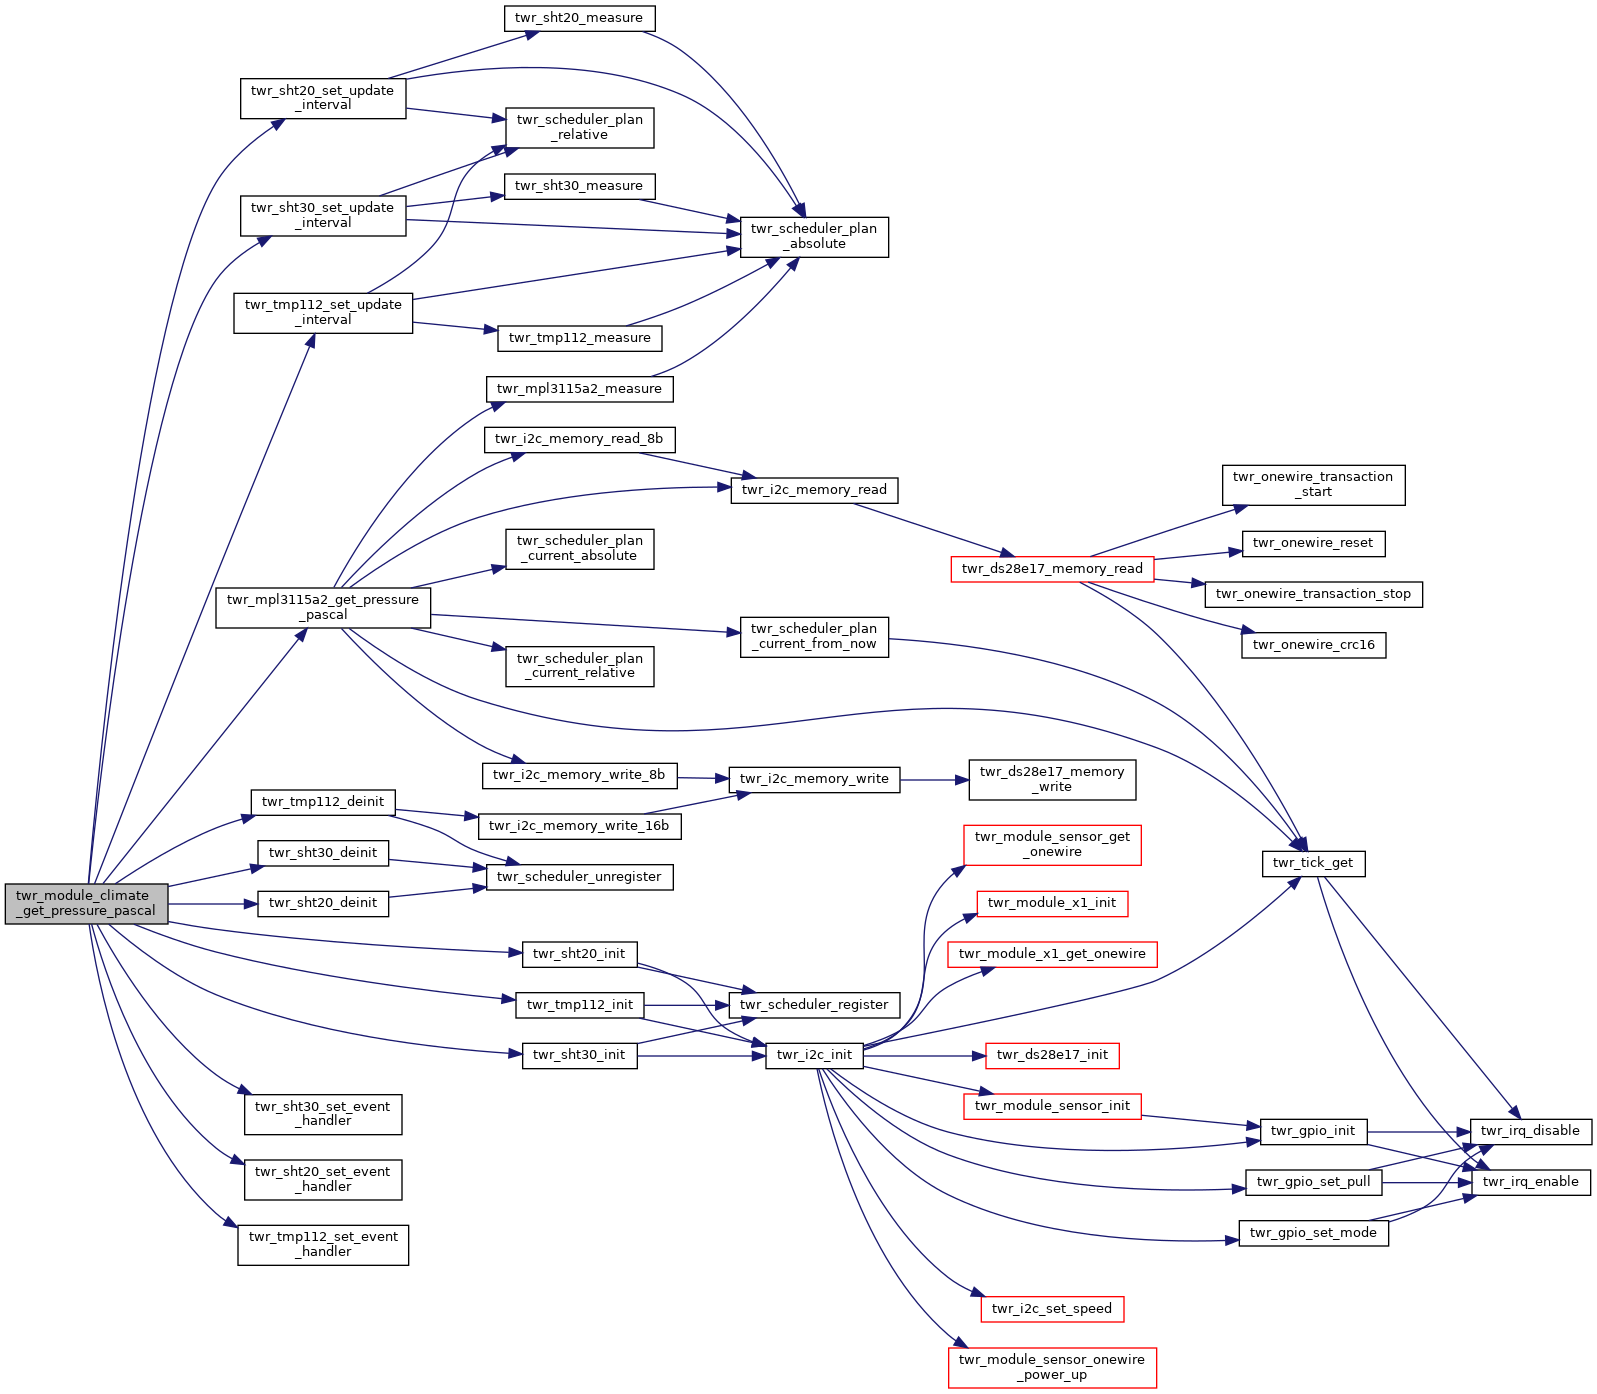 twr_sht20_measure
twr_sht20_set_update
_interval
twr_scheduler_plan
_relative
twr_sht30_measure
twr_sht30_set_update
_interval
twr_scheduler_plan
_absolute
twr_tmp112_set_update
_interval
twr_tmp112_measure
twr_mpl3115a2_measure
twr_i2c_memory_read_8b
twr_i2c_memory_read
twr_onewire_transaction
_start
twr_scheduler_plan
_current_absolute
twr_onewire_reset
twr_ds28e17_memory_read
twr_onewire_transaction_stop
twr_mpl3115a2_get_pressure
_pascal
twr_scheduler_plan
_current_from_now
twr_onewire_crc16
twr_scheduler_plan
_current_relative
twr_i2c_memory_write_8b
twr_i2c_memory_write
twr_ds28e17_memory
_write
twr_tmp112_deinit
twr_i2c_memory_write_16b
twr_module_sensor_get
_onewire
twr_sht30_deinit
twr_tick_get
twr_scheduler_unregister
twr_module_climate
_get_pressure_pascal
twr_sht20_deinit
twr_module_x1_init
twr_sht20_init
twr_module_x1_get_onewire
twr_tmp112_init
twr_scheduler_register
twr_sht30_init
twr_i2c_init
twr_ds28e17_init
twr_sht30_set_event
_handler
twr_module_sensor_init
twr_gpio_init
twr_irq_disable
twr_sht20_set_event
_handler
twr_gpio_set_pull
twr_irq_enable
twr_tmp112_set_event
_handler
twr_gpio_set_mode
twr_i2c_set_speed
twr_module_sensor_onewire
_power_up